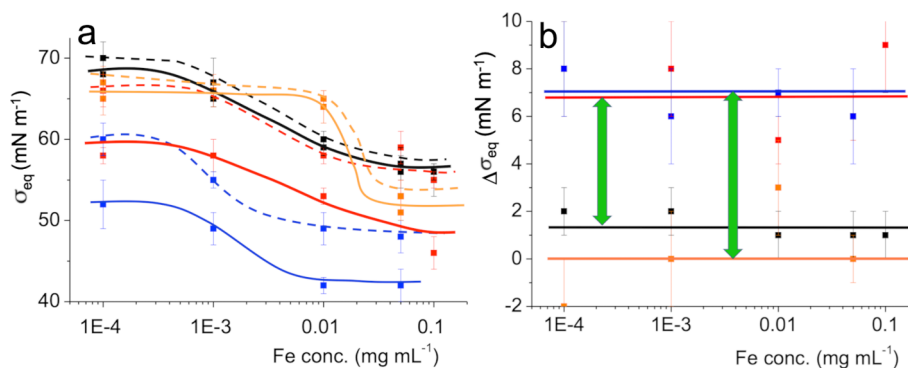 a
70
60
50
40
σeq (mN m-1)
1E-4 1E-3 0.01 0.1
Fe conc. (mg mL-1)
b
10
8
6
4
2
0
-2
Δσeq (mN m-1)
1E-4 1E-3 0.01 0.1
Fe conc. (mg mL-1)